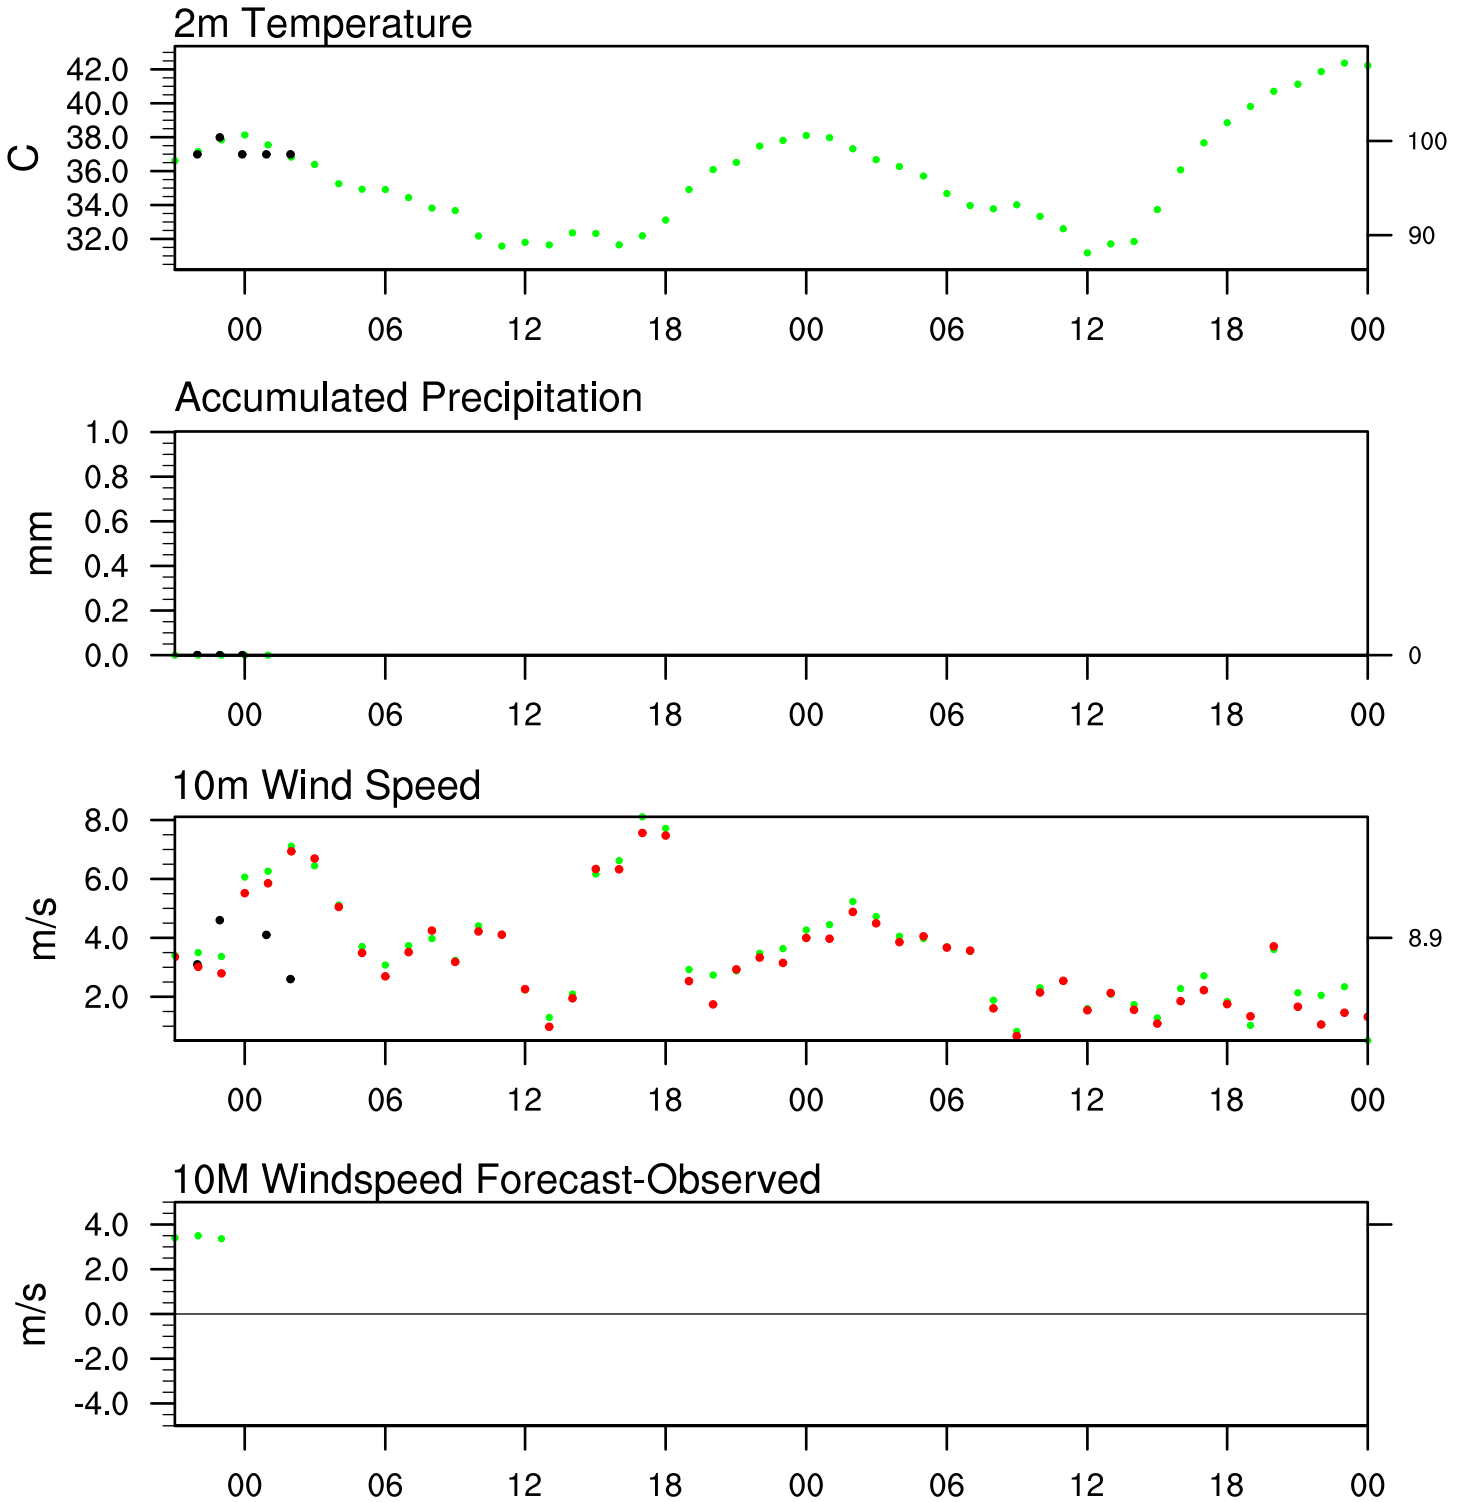 2m Temperature
42.0
40.0
38.0
36.0
34.0
32.0
C
100
90
00 06 12 18 00 06 12 18 00
Accumulated Precipitation
1.0
0.8
0.6
0.4
0.2
0.0
mm
0
00 06 12 18 00 06 12 18 00
10m Wind Speed
8.0
6.0
4.0
2.0
m/s
8.9
00 06 12 18 00 06 12 18 00
10M Windspeed Forecast-Observed
4.0
2.0
0.0
-2.0
-4.0
m/s
00 06 12 18 00 06 12 18 00